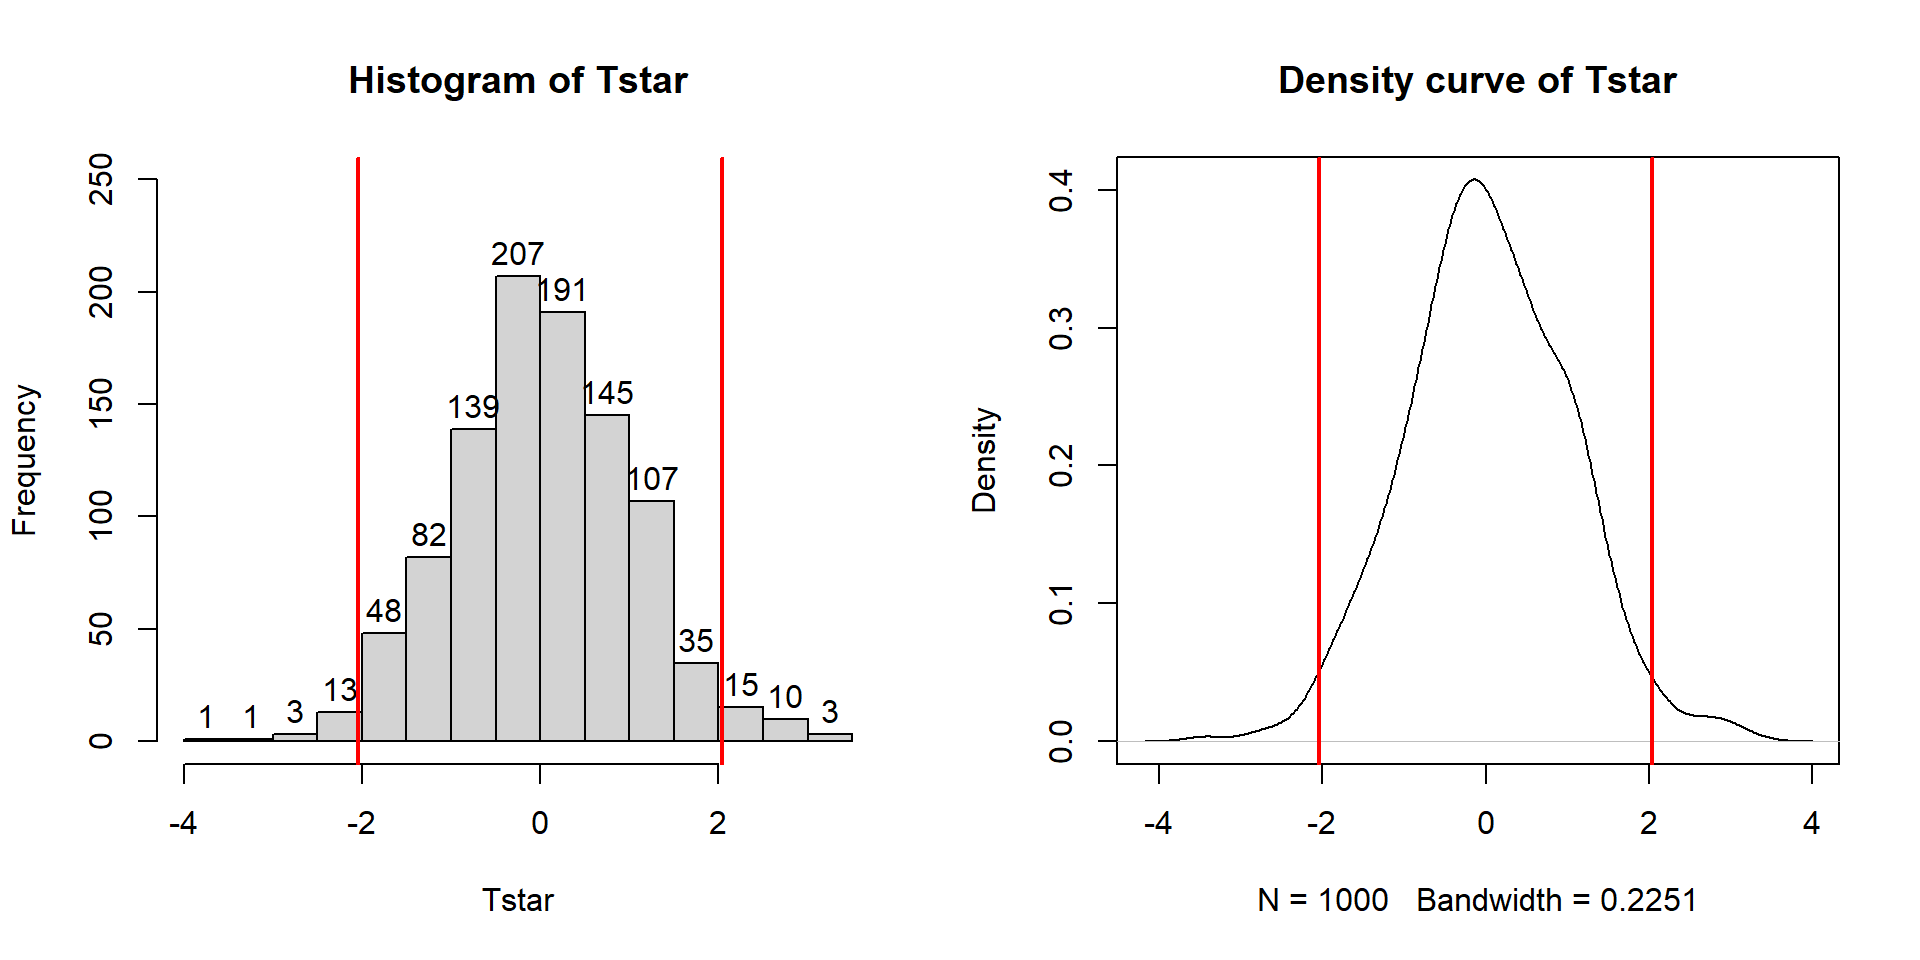 Histogram of Tstar
Frequency
0 50 100 150 200 250
1 1 3 13 48 82 139 207 191 145 107 35 15 10 3
-4 -2 0 2
Tstar
Density curve of Tstar
Density
0.0 0.1 0.2 0.3 0.4
-4 -2 0 2 4
N = 1000 Bandwidth = 0.2251